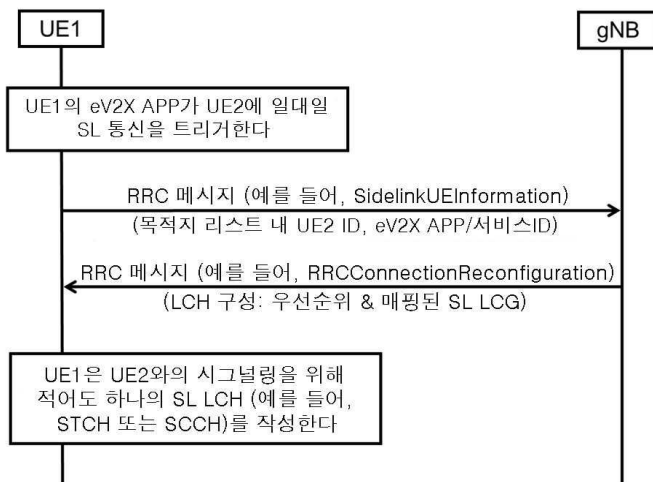 UE1
gNB
UE1의 eV2X APP가 UE2에 일대일
SL 통신을 트리거한다
RRC 메시지 (예를 들어, SidelinkUEInformation)
(목적지 리스트 내 UE2 ID, eV2X APP/서비스ID)
RRC 메시지 (예를 들어, RRCConnectionReconfiguration)
(LCH 구성: 우선순위 & 매핑된 SL LCG)
UE1은 UE2와의 시그널링을 위해
적어도 하나의 SL LCH (예를 들어,
STCH 또는 SCCH)를 작성한다